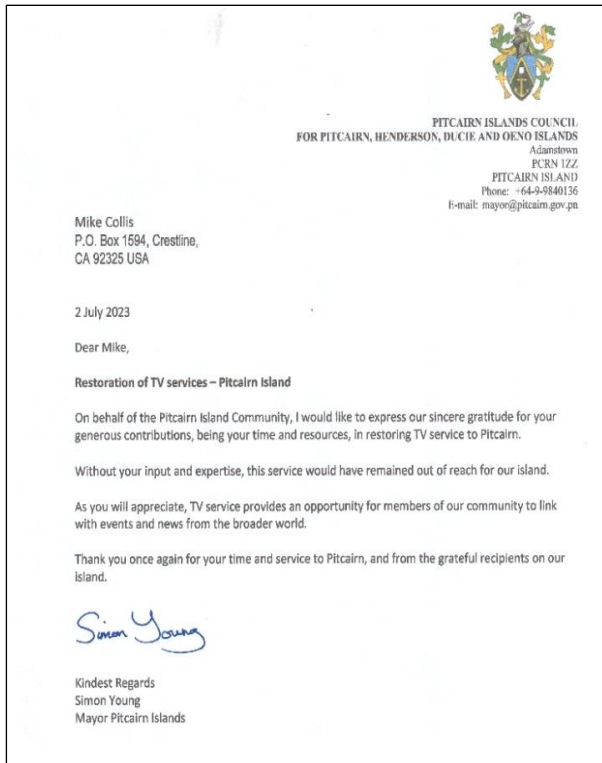 PITCAIRN ISLANDS COUNCIL
FOR PITCAIRN, HENDERSON, DUCIE AND OENO ISLANDS
Adamstown
PCRN 1ZZ
PITCAIRN ISLAND
Phone: +64-9-9840136
E-mail: mayor@pitcairn.gov.pn
Mike Collis
P.O. Box 1594, Crestline,
CA 92325 USA
2 July 2023
Dear Mike,
Restoration of TV services – Pitcairn Island
On behalf of the Pitcairn Island Community, I would like to express our sincere gratitude for your
generous contributions, being your time and resources, in restoring TV service to Pitcairn.
Without your input and expertise, this service would have remained out of reach for our island.
As you will appreciate, TV service provides an opportunity for members of our community to link
with events and news from the broader world.
Thank you once again for your time and service to Pitcairn, and from the grateful recipients on our
island.
Simon Young
Kindest Regards
Simon Young
Mayor Pitcairn Islands